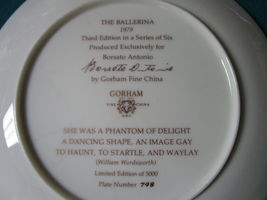 THE BALLERINA
1979
Third Edition in a Series of Six
Produced Exclusively for
Borsato Antonio
by Gorham Fine China
GORHAM
FINE CHINA
SHE WAS A PHANTOM OF DELIGHT
A DANCING SHAPE, AN IMAGE GAY
TO HAUNT, TO STARTLE, AND WAYLAY
(William Wordsworth)
Limited Edition of 5000
Plate Number 798